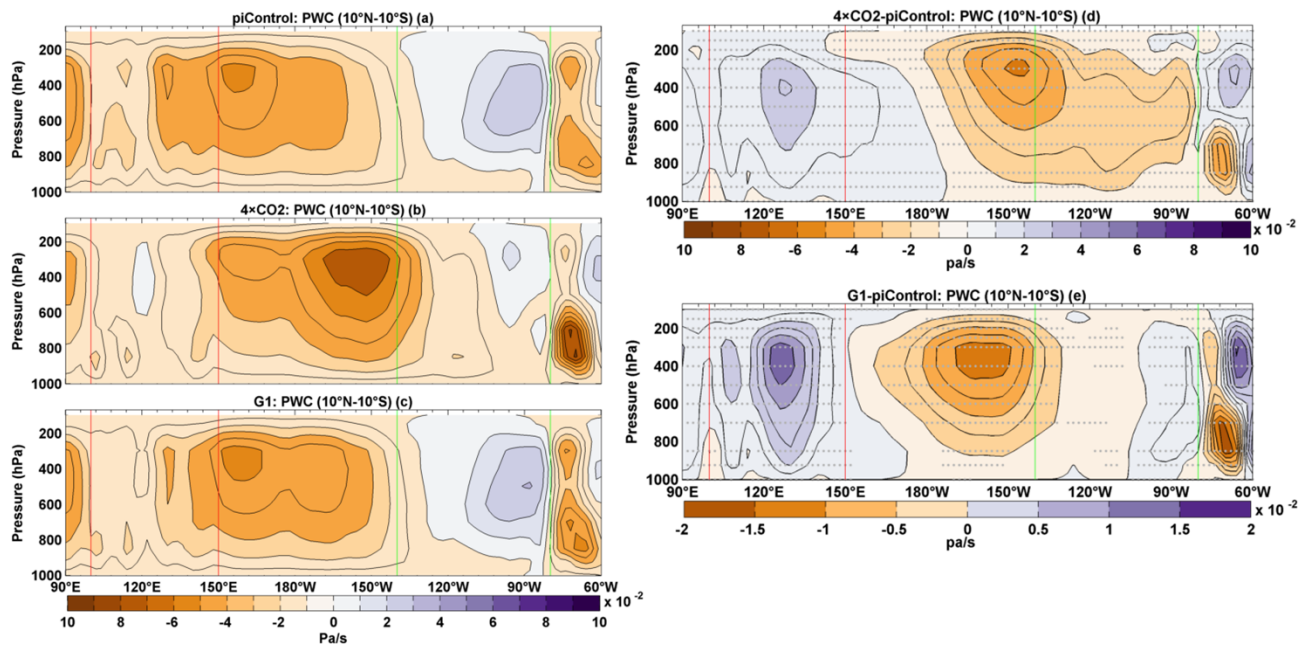 piControl: PWC (10°N-10°S) (a)
Pressure (hPa)
200
400
600
800
1000
4×CO2: PWC (10°N-10°S) (b)
Pressure (hPa)
200
400
600
800
1000
G1: PWC (10°N-10°S) (c)
Pressure (hPa)
200
400
600
800
1000
90°E 120°E 150°E 180°W 150°W 120°W 90°W 60°W
10 8 -6 -4 -2 0 2 4 6 8 10 x 10 -2
Pa/s
4×CO2-piControl: PWC (10°N-10°S) (d)
Pressure (hPa)
200
400
600
800
1000
90°E 120°E 150°E 180°W 150°W 120°W 90°W 60°W
10 8 -6 -4 -2 0 2 4 6 8 10 x 10 -2
pa/s
G1-piControl: PWC (10°N-10°S) (e)
Pressure (hPa)
200
400
600
800
1000
90°E 120°E 150°E 180°W 150°W 120°W 90°W 60°W
-2 -1.5 -1 -0.5 0 0.5 1 1.5 2 x 10 -2
pa/s